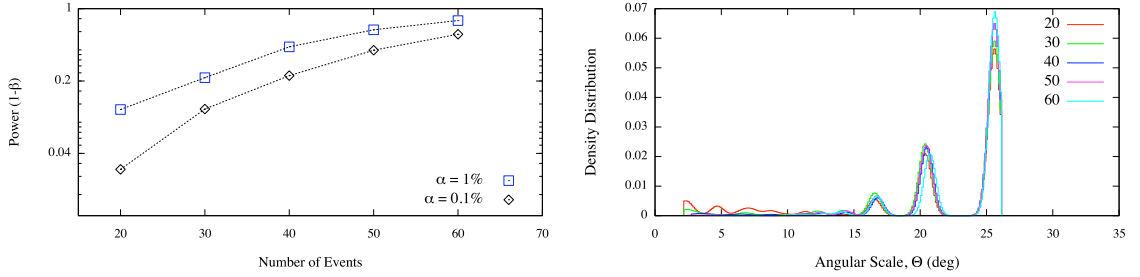 1
0.2
0.04
Power (1-β)
α = 1%
α = 0.1%
20 30 40 50 60 70
Number of Events
0.07
0.06
0.05
0.04
0.03
0.02
0.01
0
Density Distribution
20
30
40
50
60
0 5 10 15 20 25 30 35
Angular Scale, Θ (deg)